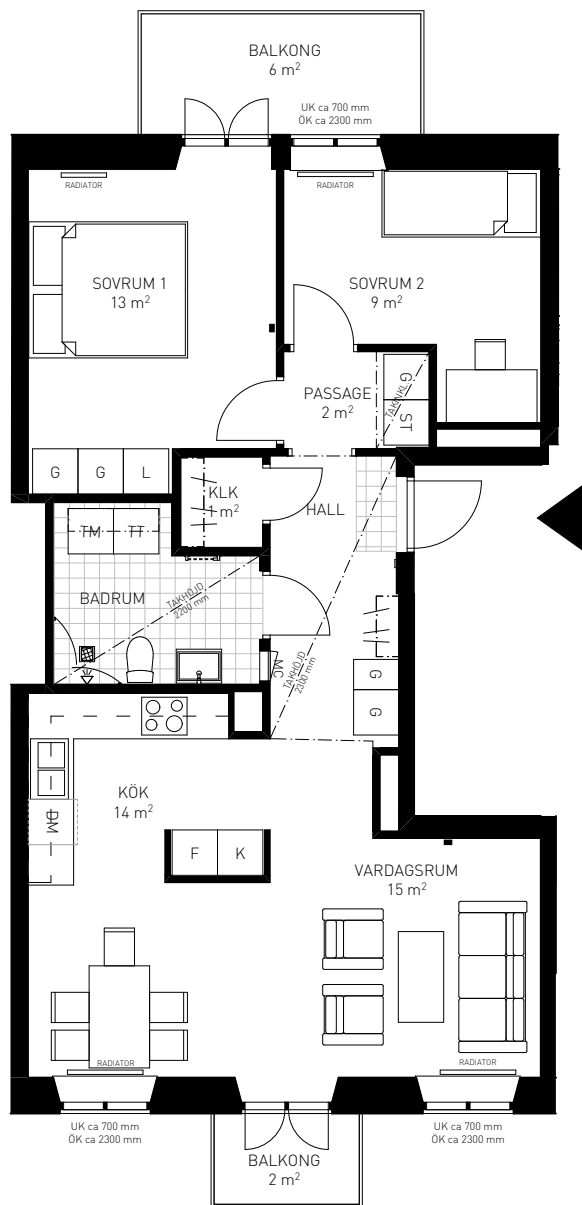 BALKONG
6 m²
UK ca 700 mm
ÖK ca 2300 mm
RADIATOR
RADIATOR
SOVRUM 1
13 m²
SOVRUM 2
9 m²
PASSAGE
2 m²
G
ST
TAKINKL
G
G
L
KLK
1 m²
HALL
TM
TT
BADRUM
TAKHÖJD
2200 mm
MC
TAKHÖJD
2300 mm
G
G
KÖK
14 m²
DM
F
K
VARDAGSRUM
15 m²
RADIATOR
RADIATOR
UK ca 700 mm
ÖK ca 2300 mm
UK ca 700 mm
ÖK ca 2300 mm
BALKONG
2 m²